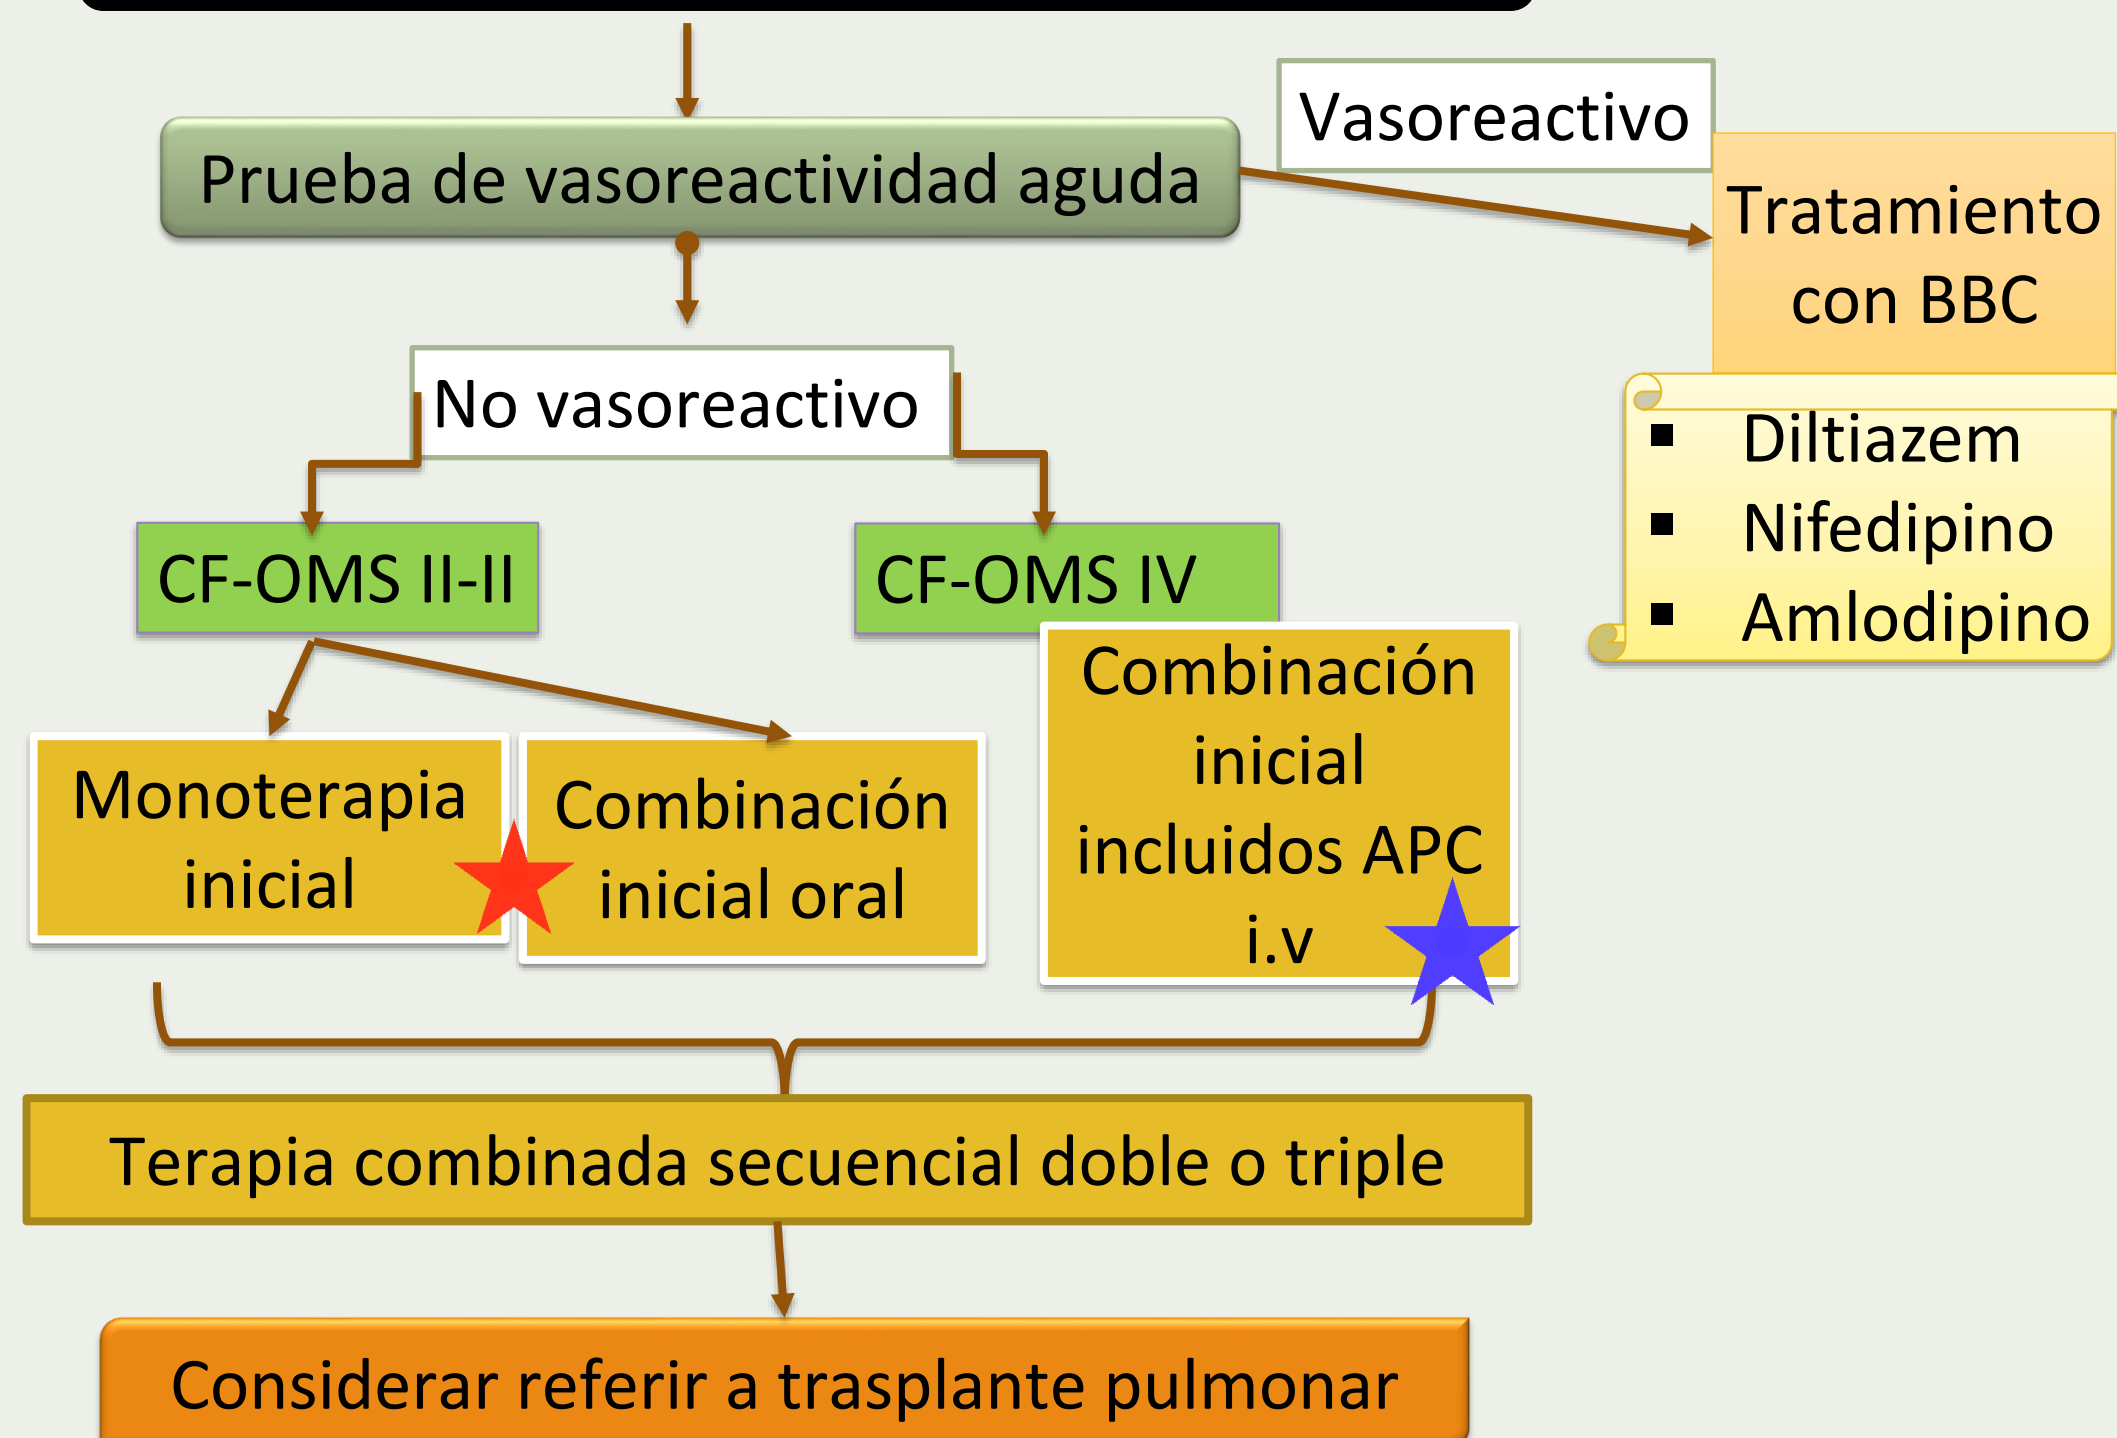 Vasoreactivo
Prueba de vasoreactividad aguda
Tratamiento
con BBC
No vasoreactivo
▪ Diltiazem
▪ Nifedipino
▪ Amlodipino
CF-OMS II-II
CF-OMS IV
Monoterapia
inicial
Combinación
inicial oral
Combinación
inicial
incluidos APC
i.v
Terapia combinada secuencial doble o triple
Considerar referir a trasplante pulmonar